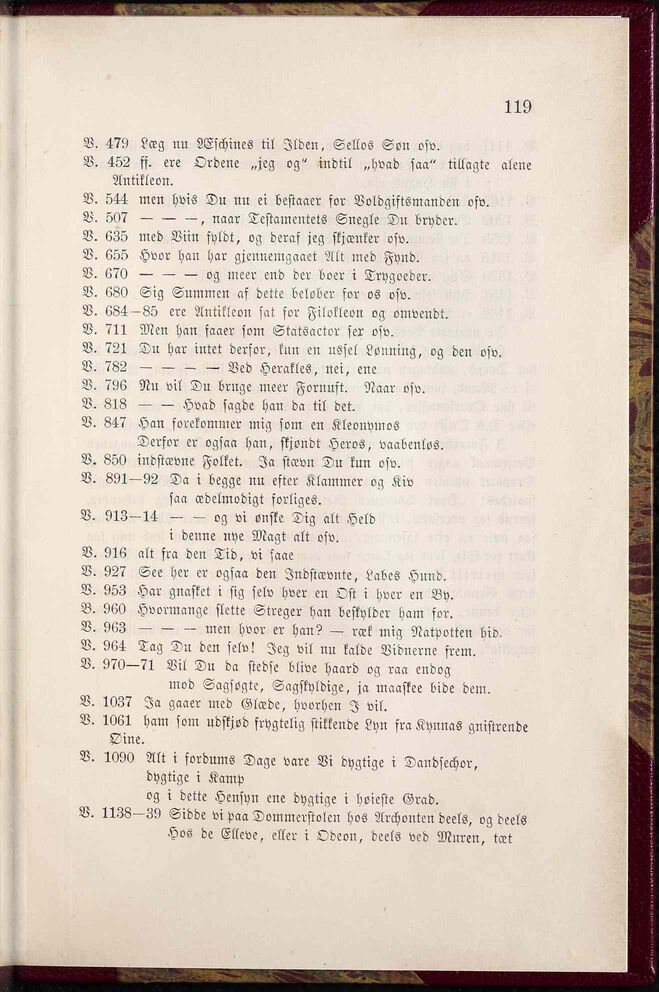 119
V. 479 Læg nu Æschines til Ilden, Sellos Søn osv.
V. 452 ff. ere Ordene „jeg og“ indtil „hvad saa“ tillagte alene
Antikleon.
V. 544 men hvis Du nu ei bestaaer for Voldgiftsmanden osv.
V. 507 — — —, naar Testamentets Snegle Du bryder.
V. 635 med Viin fyldt, og deraf jeg skjænker osv.
V. 655 Hvor han har gjennemgaaet Alt med Fynd.
V. 670 — — — og meer end der boer i Trygoeder.
V. 680 Sig Summen af dette beløber for os osv.
V. 684—85 ere Antikleon sat for Filokleon og omvendt.
V. 711 Men han faaer som Statsactor sex osv.
V. 721 Du har intet derfor, kun en ussel Lønning, og den osv.
V. 782 — — — — Ved Herakles, nei, ene
V. 796 Nu vil Du bruge meer Fornuft. Naar osv.
V. 818 — — Hvad sagde han da til det.
V. 847 Han forekommer mig som en Kleonymos
Derfor er ogsaa han, skjøndt Heros, vaabenløs.
V. 850 indstævne Folket. Ja stævn Du kun osv.
V. 891—92 Da i begge nu efter Klammer og Kiv
saa ædelmodigt forliges.
V. 913—14 — — og vi ønske Dig alt Held
i denne nye Magt alt osv.
V. 916 alt fra den Tid, vi saae
V. 927 See her er ogsaa den Indstævnte, Labes Hund.
V. 953 Har gnasket i sig selv hver en Ost i hver en By.
V. 960 Hvormange slette Streger han beskylder ham for.
V. 963 — — — men hvor er han? — ræk mig Natpotten hid.
V. 964 Tag Du den selv! Jeg vil nu kalde Vidnerne frem.
V. 970—71 Vil Du da stedse blive haard og raa endog
mod Sagsøgte, Sagskyldige, ja maaskee bide dem.
V. 1037 Ja gaaer med Glæde, hvorhen I vil.
V. 1061 ham som udskjød frygtelig stikkende Lyn fra Kynnas gnistrende
Øine.
V. 1090 Alt i fordums Dage vare Vi dygtige i Dandsechor,
dygtige i Kamp
og i dette Hensyn ene dygtige i høieste Grad.
V. 1138—39 Sidde vi paa Dommerstolen hos Archonten deels, og deels
Hos de Elleve, eller i Odeon, deels ved Muren, tæt